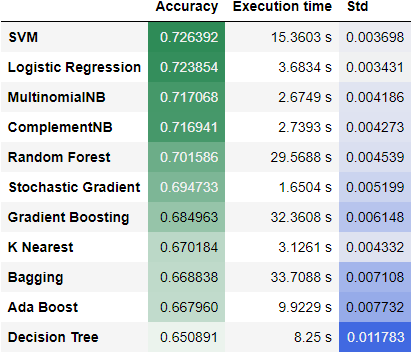 Accuracy Execution time Std
SVM 0.726392 15.3603 s 0.003698
Logistic Regression 0.723854 3.6834 s 0.003431
MultinomialNB 0.717068 2.6749 s 0.004186
ComplementNB 0.716941 2.7393 s 0.004273
Random Forest 0.701586 29.5688 s 0.004539
Stochastic Gradient 0.694733 1.6504 s 0.005199
Gradient Boosting 0.684963 32.3608 s 0.006148
K Nearest 0.670184 3.1261 s 0.004332
Bagging 0.668838 33.7088 s 0.007108
Ada Boost 0.667960 9.9229 s 0.007732
Decision Tree 0.650891 8.25 s 0.011783